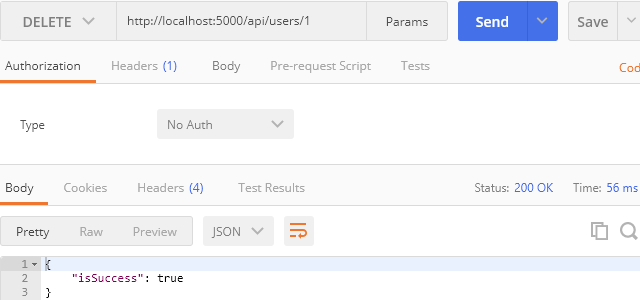 DELETE http://localhost:5000/api/users/1 Params Send Save
Authorization Headers (1) Body Pre-request Script Tests Cod
Type No Auth
Body Cookies Headers (4) Test Results Status: 200 OK Time: 56 ms
Pretty Raw Preview JSON
1 {
2 "isSuccess": true
3 }